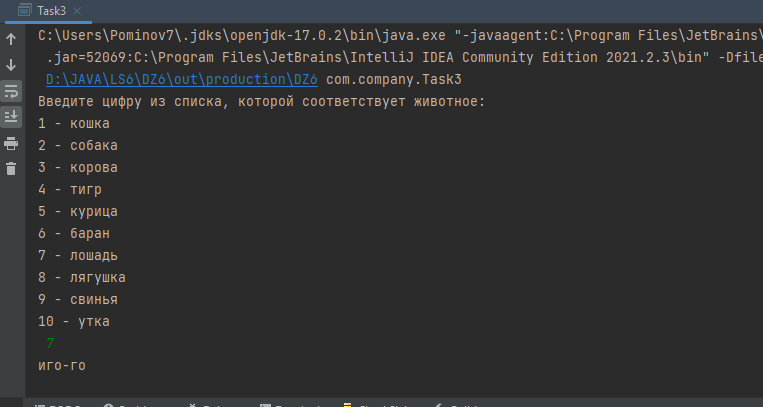 Task3
C:\Users\Pominov7\.jdks\openjdk-17.0.2\bin\java.exe "-javaagent:C:\Program Files\JetBrains\
.jar=52069:C:\Program Files\JetBrains\IntelliJ IDEA Community Edition 2021.2.3\bin" -Dfile
D:\JAVA\LS6\DZ6\out\production\DZ6 com.company.Task3
Введите цифру из списка, которой соответствует животное:
1 - кошка
2 - собака
3 - корова
4 - тигр
5 - курица
6 - баран
7 - лошадь
8 - лягушка
9 - свинья
10 - утка
7
иго-го